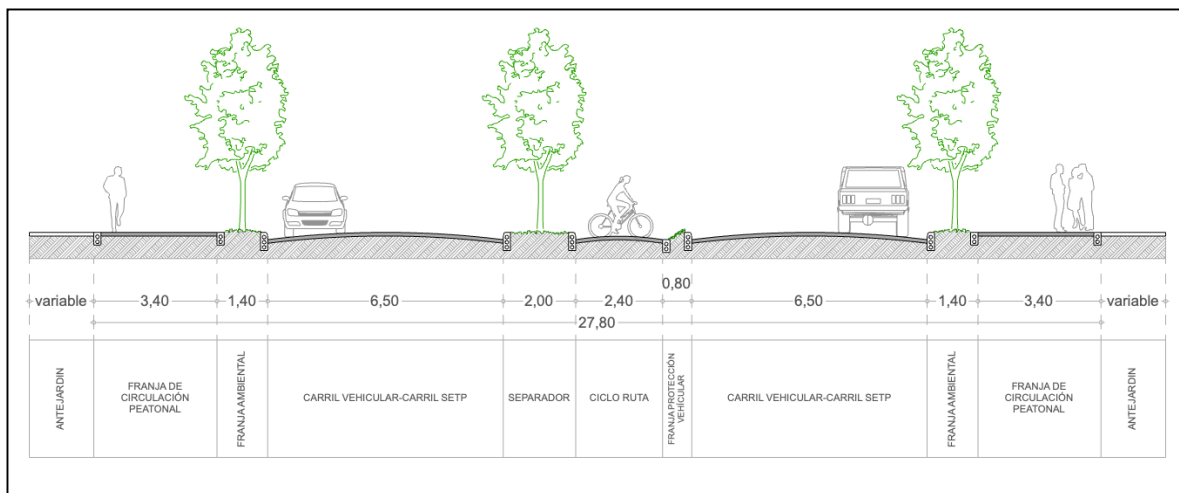 0,80
variable 3,40 1,40 6,50 2,00 2,40 6,50 1,40 3,40 variable
27,80
ANTEJARDIN
FRANJA DE
CIRCULACIÓN
PEATONAL
FRANJA AMBIENTAL
CARRIL VEHICULAR-CARRIL SETP
SEPARADOR
CICLO RUTA
FRANJA PROTECCIÓN
VEHÍCULAR
CARRIL VEHICULAR-CARRIL SETP
FRANJA AMBIENTAL
FRANJA DE
CIRCULACIÓN
PEATONAL
ANTEJARDIN